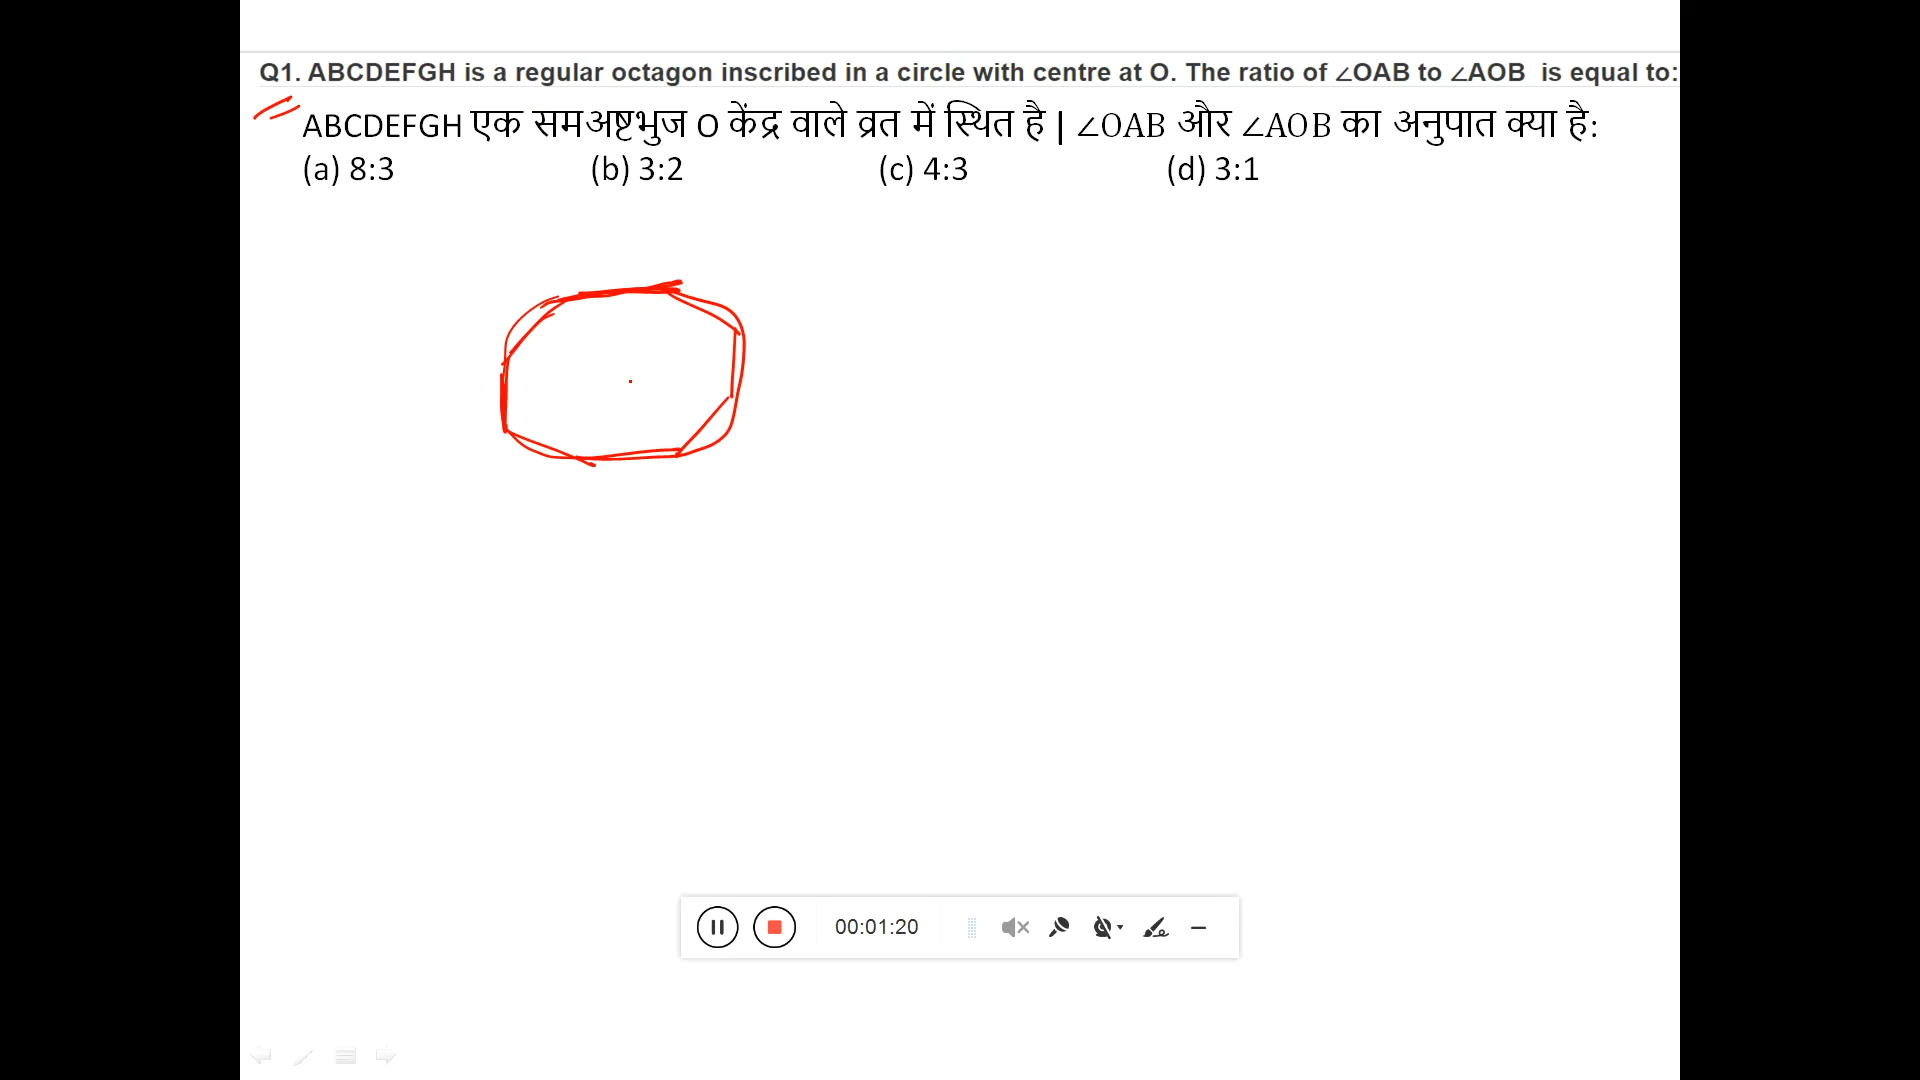 Q1. ABCDEFGH is a regular octagon inscribed in a circle with centre at O. The ratio of ∠OAB to ∠AOB is equal to:
ABCDEFGH एक समअष्टभुज O केंद्र वाले व्रत में स्थित है | ∠OAB और ∠AOB का अनुपात क्या है:
(a) 8:3 (b) 3:2 (c) 4:3 (d) 3:1
00:01:20